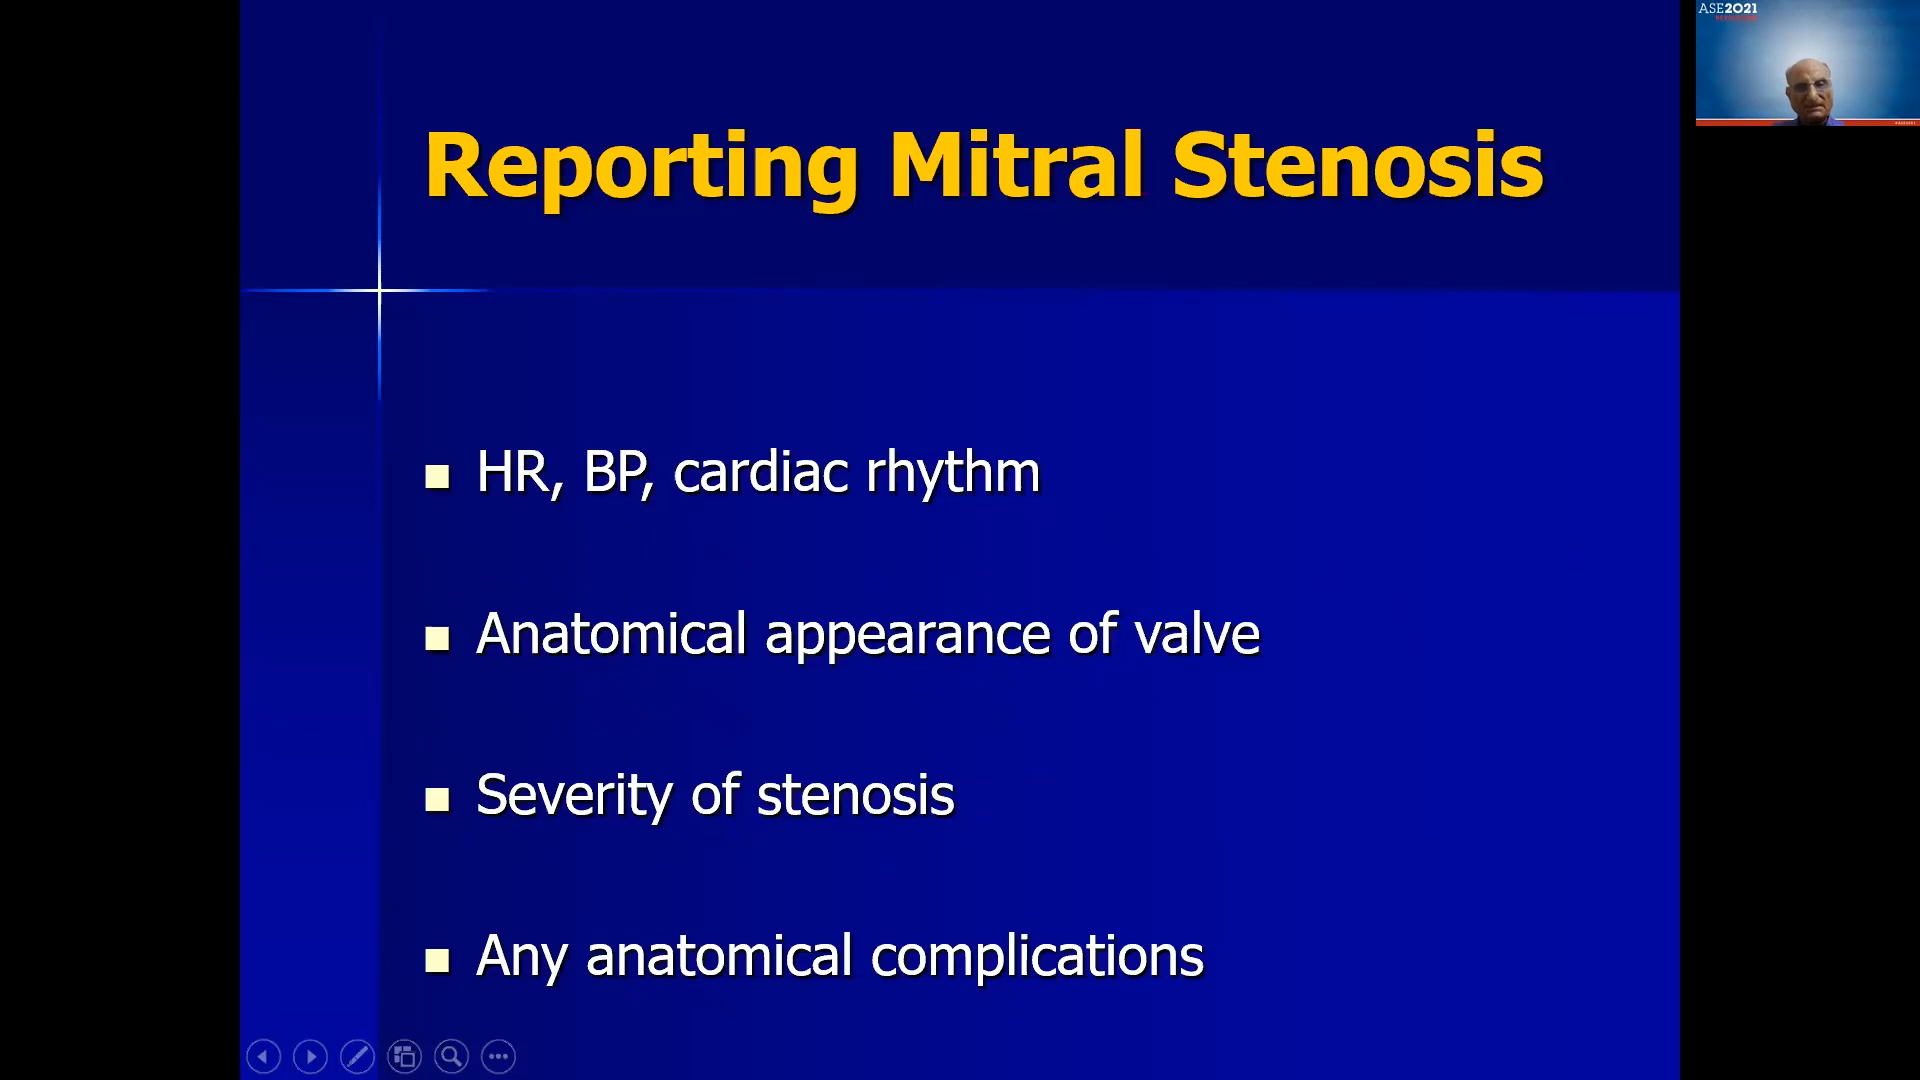 ASE2021
Reporting Mitral Stenosis
HR, BP, cardiac rhythm
Anatomical appearance of valve
Severity of stenosis
Any anatomical complications